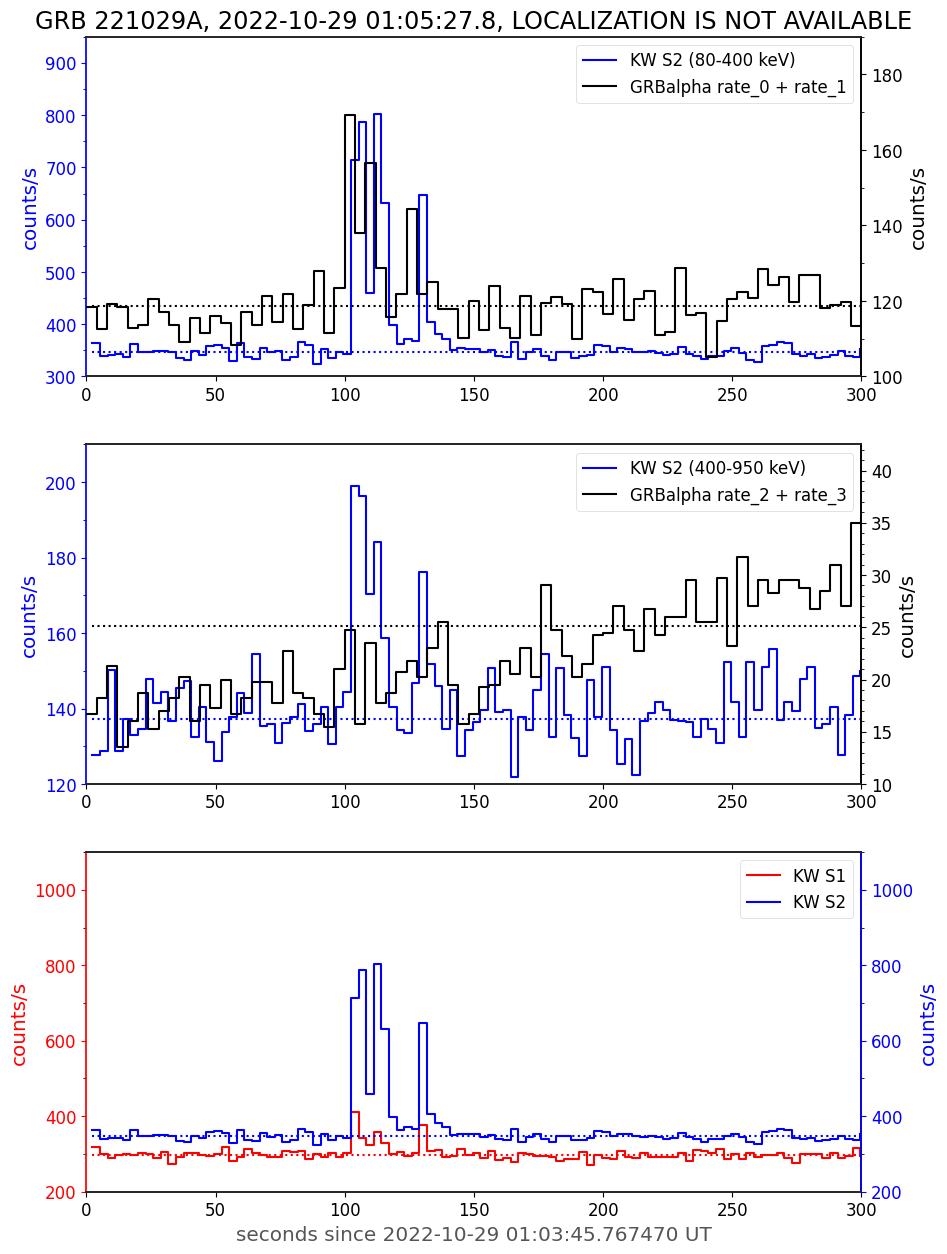 GRB 221029A, 2022-10-29 01:05:27.8, LOCALIZATION IS NOT AVAILABLE
900
800
700
600
500
400
300
counts/s
KW S2 (80-400 keV)
GRBalpha rate_0 + rate_1
180
160
140
120
100
counts/s
0 50 100 150 200 250 300
200
180
160
140
120
counts/s
KW S2 (400-950 keV)
GRBalpha rate_2 + rate_3
40
35
30
25
20
15
10
counts/s
0 50 100 150 200 250 300
1000
800
600
400
200
counts/s
KW S1
KW S2
1000
800
600
400
200
counts/s
0 50 100 150 200 250 300
seconds since 2022-10-29 01:03:45.767470 UT